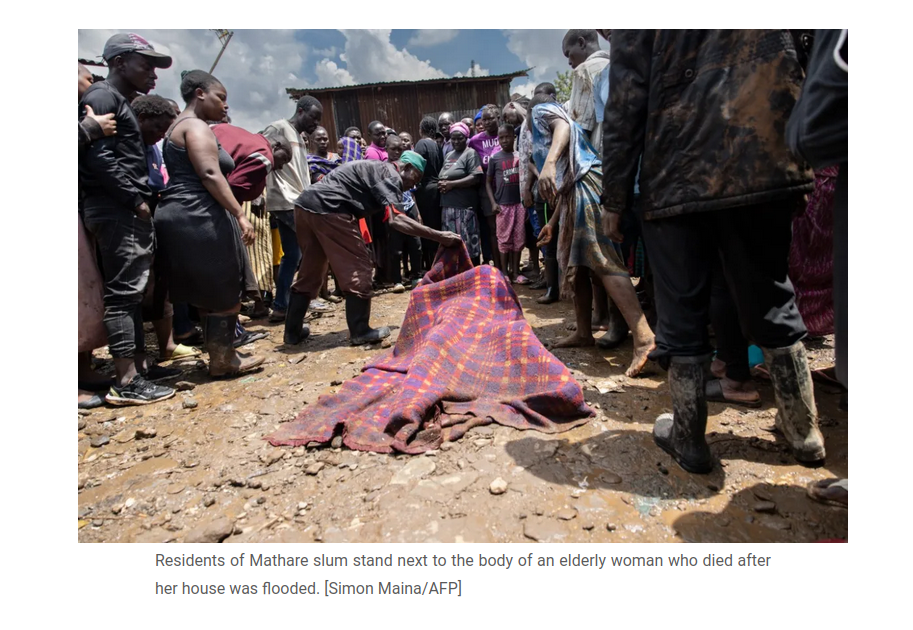 Residents of Mathare slum stand next to the body of an elderly woman who died after
her house was flooded. [Simon Maina/AFP]